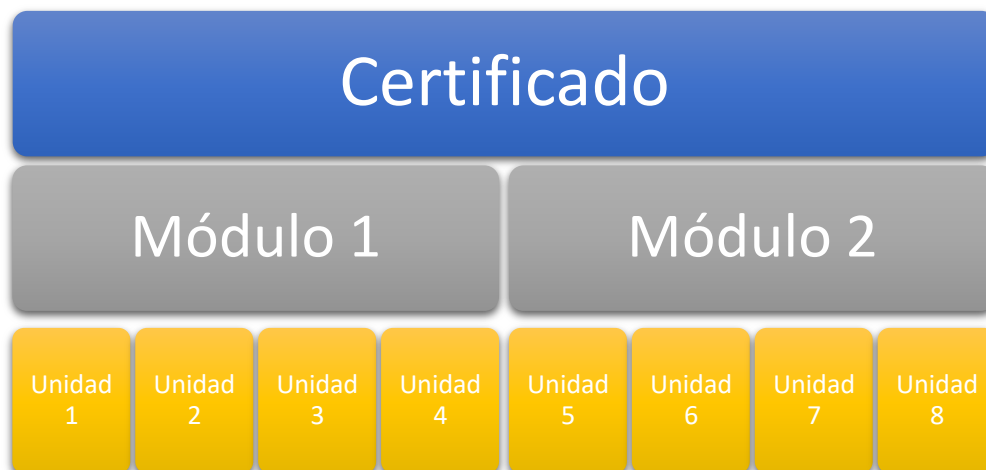 Certificado
Módulo 1
Módulo 2
Unidad
1
Unidad
2
Unidad
3
Unidad
4
Unidad
5
Unidad
6
Unidad
7
Unidad
8